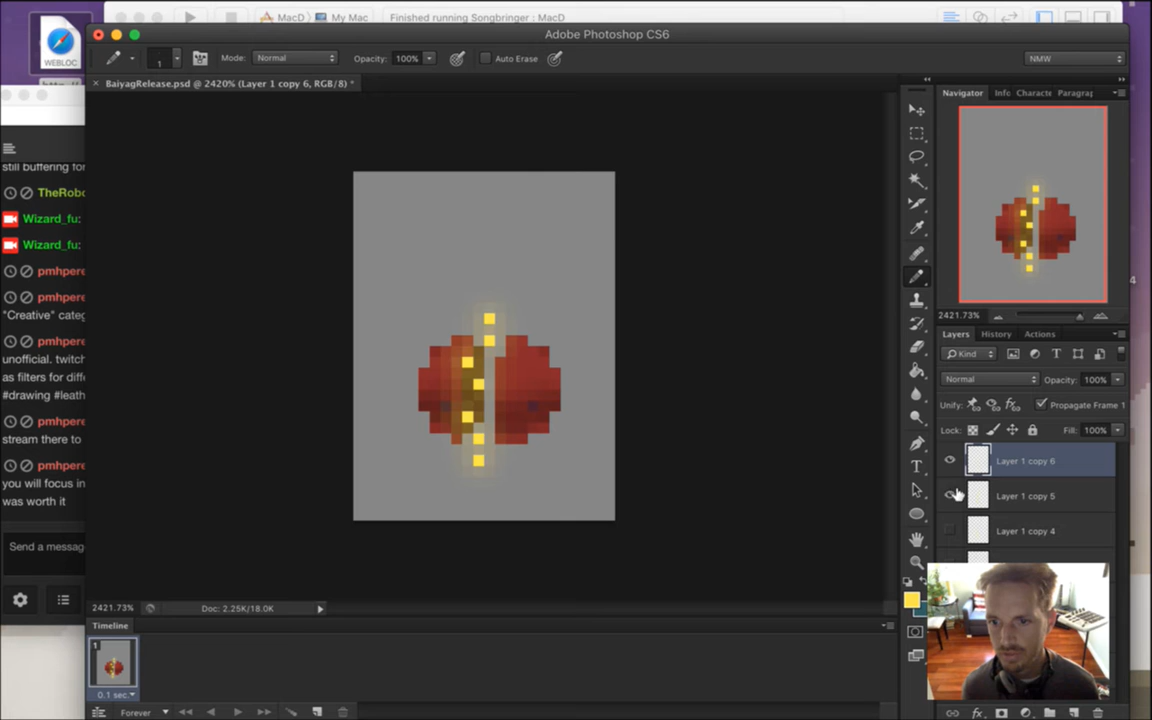 MacD
My Mac
Finished running Songbringer : MacD
WEBLOC
Adobe Photoshop CS6
1
Mode:
Normal
Opacity:
100%
Auto Erase
NMW
× BaiyagRelease.psd @ 2420% (Layer 1 copy 6, RGB/8) *
Navigator
Info
Characte
Paragrap
still buffering for
TheRobo
Wizard_fu:
Wizard_fu:
pmhpere
pmhpere
"Creative" categ
pmhpere
unofficial. twitch
as filters for diffe
#drawing #leath
pmhpere
stream there to
pmhpere
you will focus in
was worth it
Send a messag
2421.73%
Layers
History
Actions
Kind
Normal
Opacity:
100%
Unify:
Propagate Frame 1
Lock:
Fill:
100%
Layer 1 copy 6
Layer 1 copy 5
Layer 1 copy 4
2421.73%
Doc: 2.25K/18.0K
Timeline
1
0.1 sec.
Forever
fx